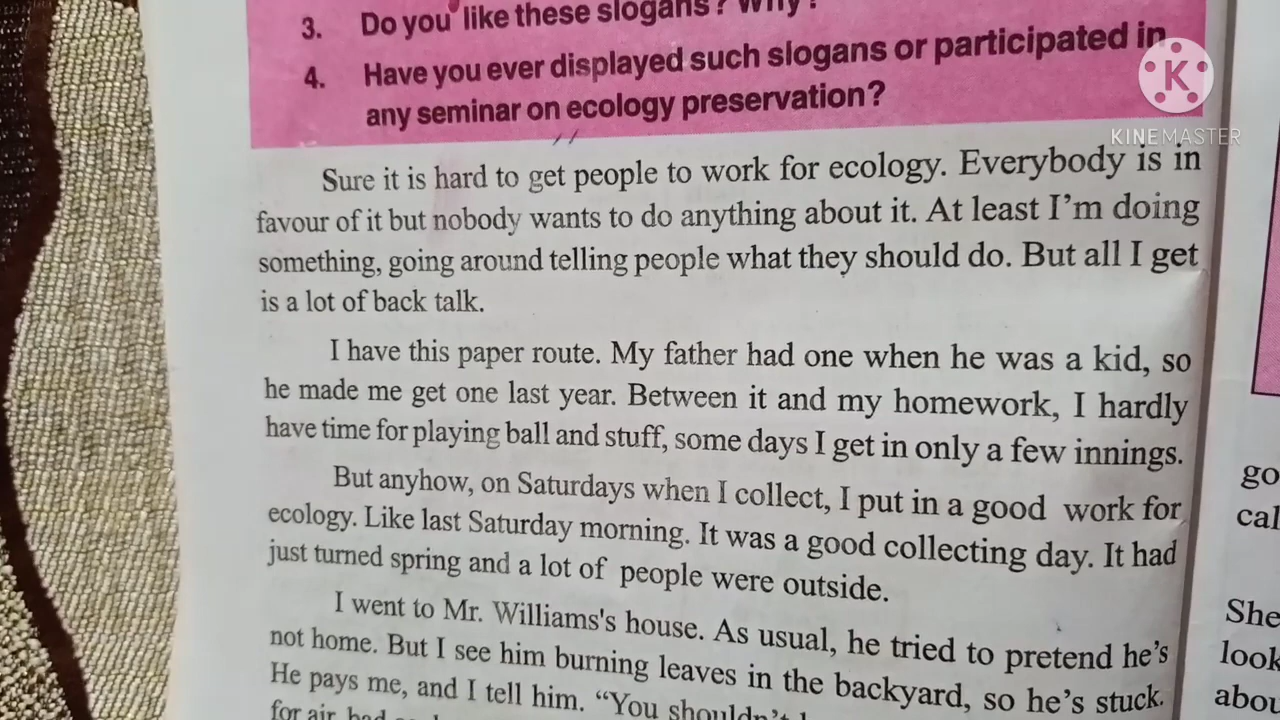 3. Do you like these slogans? Why?
4. Have you ever displayed such slogans or participated in
any seminar on ecology preservation?
KINEMASTER
Sure it is hard to get people to work for ecology. Everybody is in
favour of it but nobody wants to do anything about it. At least I'm doing
something, going around telling people what they should do. But all I get
is a lot of back talk.
I have this paper route. My father had one when he was a kid, so
he made me get one last year. Between it and my homework, I hardly
have time for playing ball and stuff, some days I get in only a few innings.
But anyhow, on Saturdays when I collect, I put in a good work for
ecology. Like last Saturday morning. It was a good collecting day. It had
just turned spring and a lot of people were outside.
I went to Mr. Williams's house. As usual, he tried to pretend he's
not home. But I see him burning leaves in the backyard, so he's stuck.
He pays me, and I tell him. "You shouldn't
for air
go
cal
She
look
abou